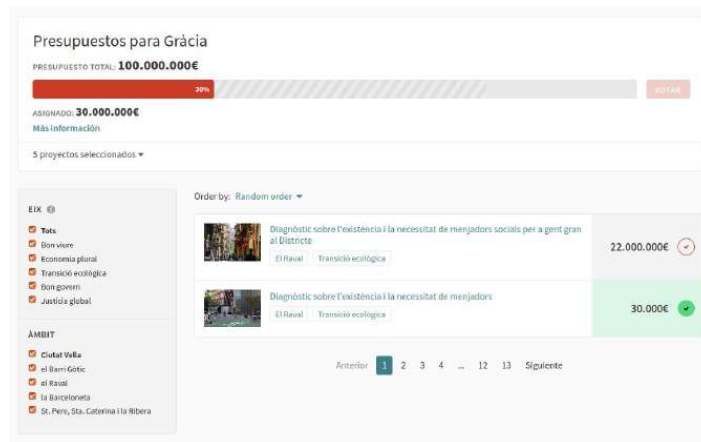 Presupuestos para Gràcia
PRESUPUESTO TOTAL: 100.000.000€
30%
VOTAR
ASIGNADO: 30.000.000€
Más información
5 proyectos seleccionados
EIX
Tots
Bon viure
Economia plural
Transició ecològica
Bon govern
Justícia global
ÀMBIT
Ciutat Vella
el Barri Gòtic
el Raval
la Barceloneta
St. Pere, Sta. Caterina i la Ribera
Order by: Random order
Diagnòstic sobre l'existència i la necessitat de menjadors socials per a gent gran
al Districte
El Raval Transició ecològica
22.000.000€
Diagnòstic sobre l'existència i la necessitat de menjadors
El Raval Transició ecològica
30.000€
Anterior 1 2 3 4 ... 12 13 Siguiente